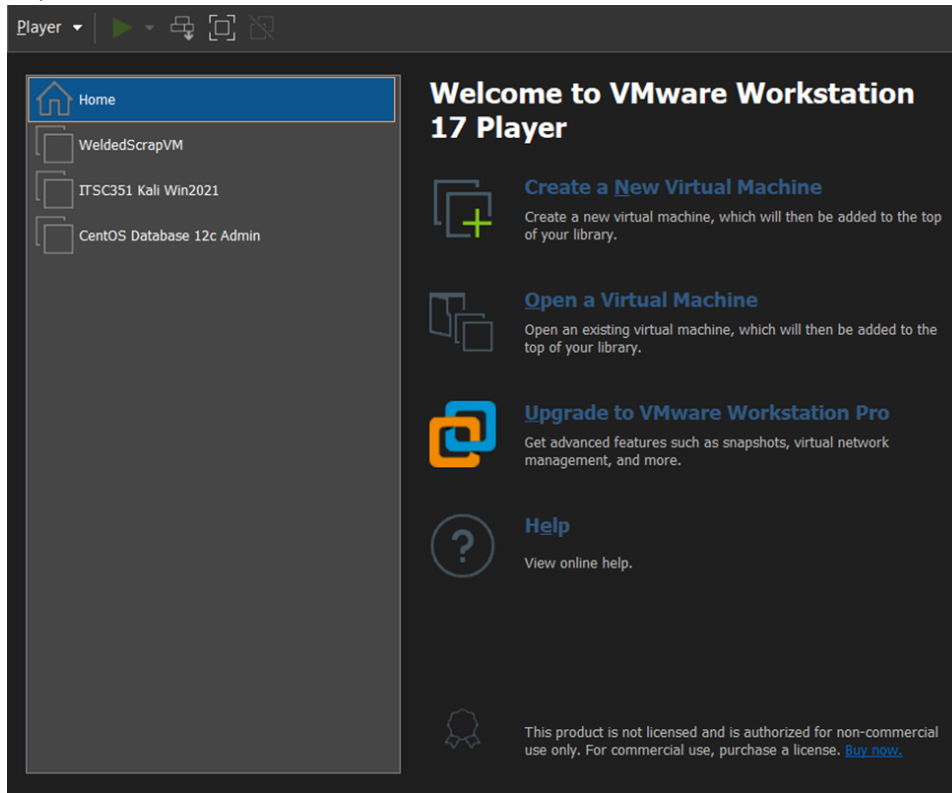 Player
Home
WeldedScrapVM
ITSC351 Kali Win2021
CentOS Database 12c Admin
Welcome to VMware Workstation
17 Player
Create a New Virtual Machine
Create a new virtual machine, which will then be added to the top
of your library.
Open a Virtual Machine
Open an existing virtual machine, which will then be added to the
top of your library.
Upgrade to VMware Workstation Pro
Get advanced features such as snapshots, virtual network
management, and more.
Help
View online help.
This product is not licensed and is authorized for non-commercial
use only. For commercial use, purchase a license. Buy now.